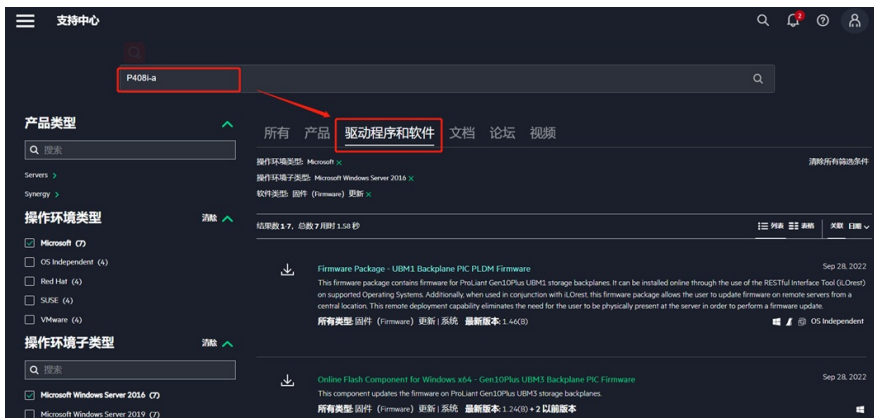 支持中心
2
P408i-a
产品类型
搜索
Servers >
Synergy >
操作环境类型 清除
Microsoft (7)
OS Independent (4)
Red Hat (4)
SUSE (4)
VMware (4)
操作环境子类型 清除
搜索
Microsoft Windows Server 2016 (7)
Microsoft Windows Server 2019 (7)
所有 产品 驱动程序和软件 文档 论坛 视频
操作环境类型: Microsoft ×
清除所有筛选条件
操作环境子类型: Microsoft Windows Server 2016 ×
软件类型: 固件 (Firmware) 更新 ×
结果数 1-7, 总数 7 用时 1.58 秒
列表 表格 关联 日期
Firmware Package - UBM1 Backplane PIC PLDM Firmware
Sep 28, 2022
This firmware package contains firmware for ProLiant Gen10Plus UBM1 storage backplanes. It can be installed online through the use of the RESTful Interface Tool (iLOrest)
on supported Operating Systems. Additionally, when used in conjunction with iLOrest, this firmware package allows the user to update firmware on remote servers from a
central location. This remote deployment capability eliminates the need for the user to be physically present at the server in order to perform a firmware update.
所有类型: 固件 (Firmware) 更新 | 系统 最新版本: 1.46(B)
OS Independent
Online Flash Component for Windows x64 - Gen10Plus UBM3 Backplane PIC Firmware
Sep 28, 2022
This component updates the firmware on ProLiant Gen10Plus UBM3 storage backplanes.
所有类型: 固件 (Firmware) 更新 | 系统 最新版本: 1.24(B) + 2 以前版本